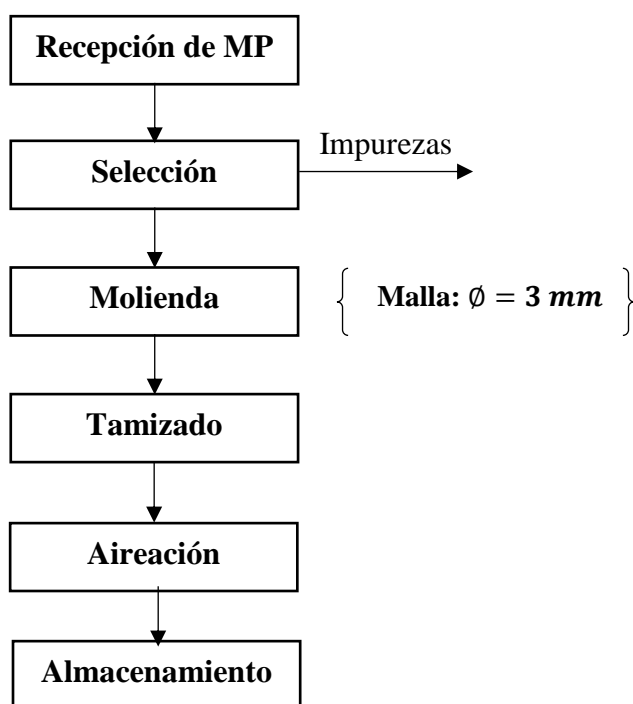 Recepción de MP
Impurezas
Selección
Molienda
Malla: ∅ = 3 mm
Tamizado
Aireación
Almacenamiento